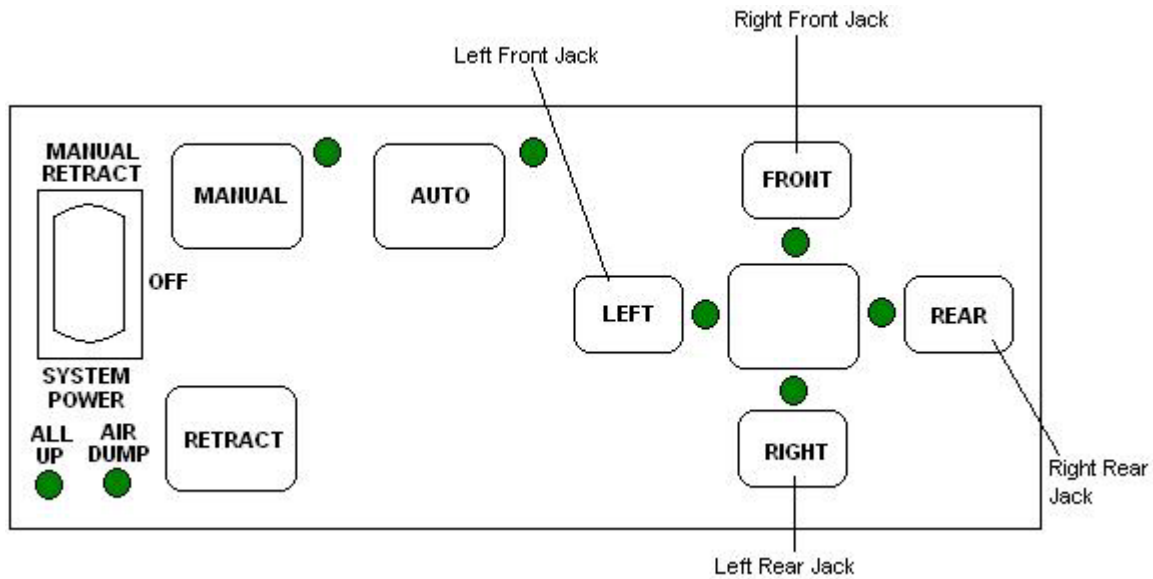 Right Front Jack
Left Front Jack
MANUAL
RETRACT
MANUAL
AUTO
FRONT
OFF
LEFT
REAR
SYSTEM
POWER
ALL
UP
AIR
DUMP
RETRACT
RIGHT
Right Rear
Jack
Left Rear Jack